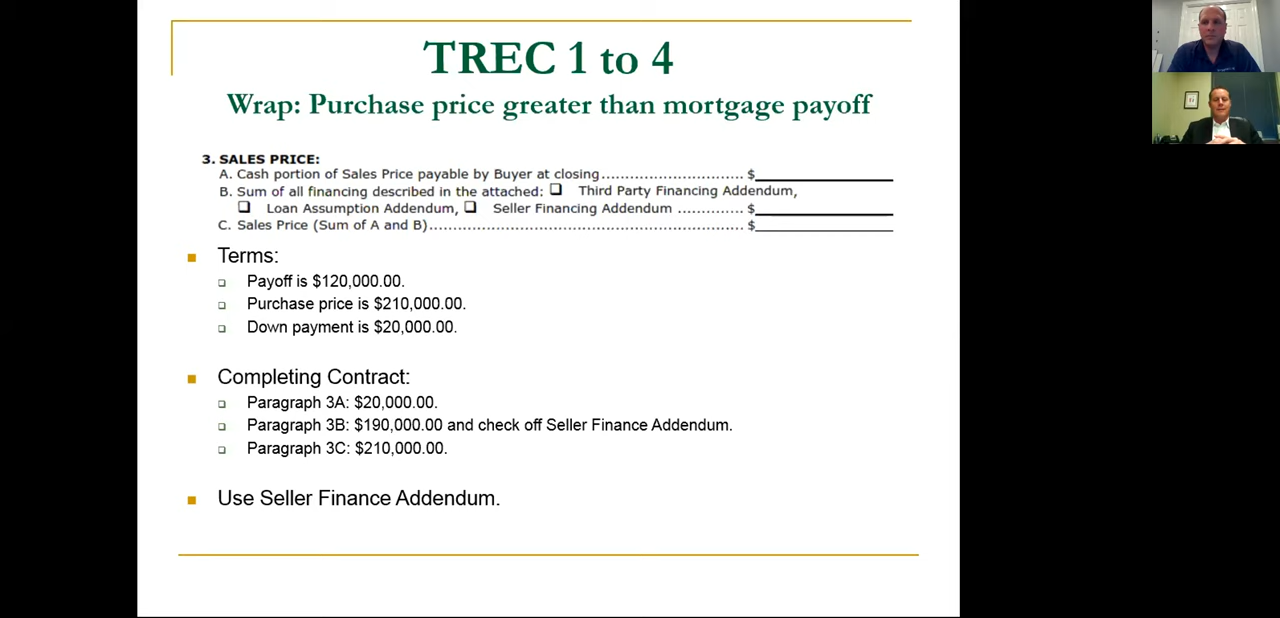 TREC 1 to 4
Wrap: Purchase price greater than mortgage payoff
3. SALES PRICE:
A. Cash portion of Sales Price payable by Buyer at closing............................. $
B. Sum of all financing described in the attached: ❑ Third Party Financing Addendum,
❑ Loan Assumption Addendum, ❑ Seller Financing Addendum .............. $
C. Sales Price (Sum of A and B)................................................................. $
Terms:
Payoff is $120,000.00.
Purchase price is $210,000.00.
Down payment is $20,000.00.
Completing Contract:
Paragraph 3A: $20,000.00.
Paragraph 3B: $190,000.00 and check off Seller Finance Addendum.
Paragraph 3C: $210,000.00.
Use Seller Finance Addendum.